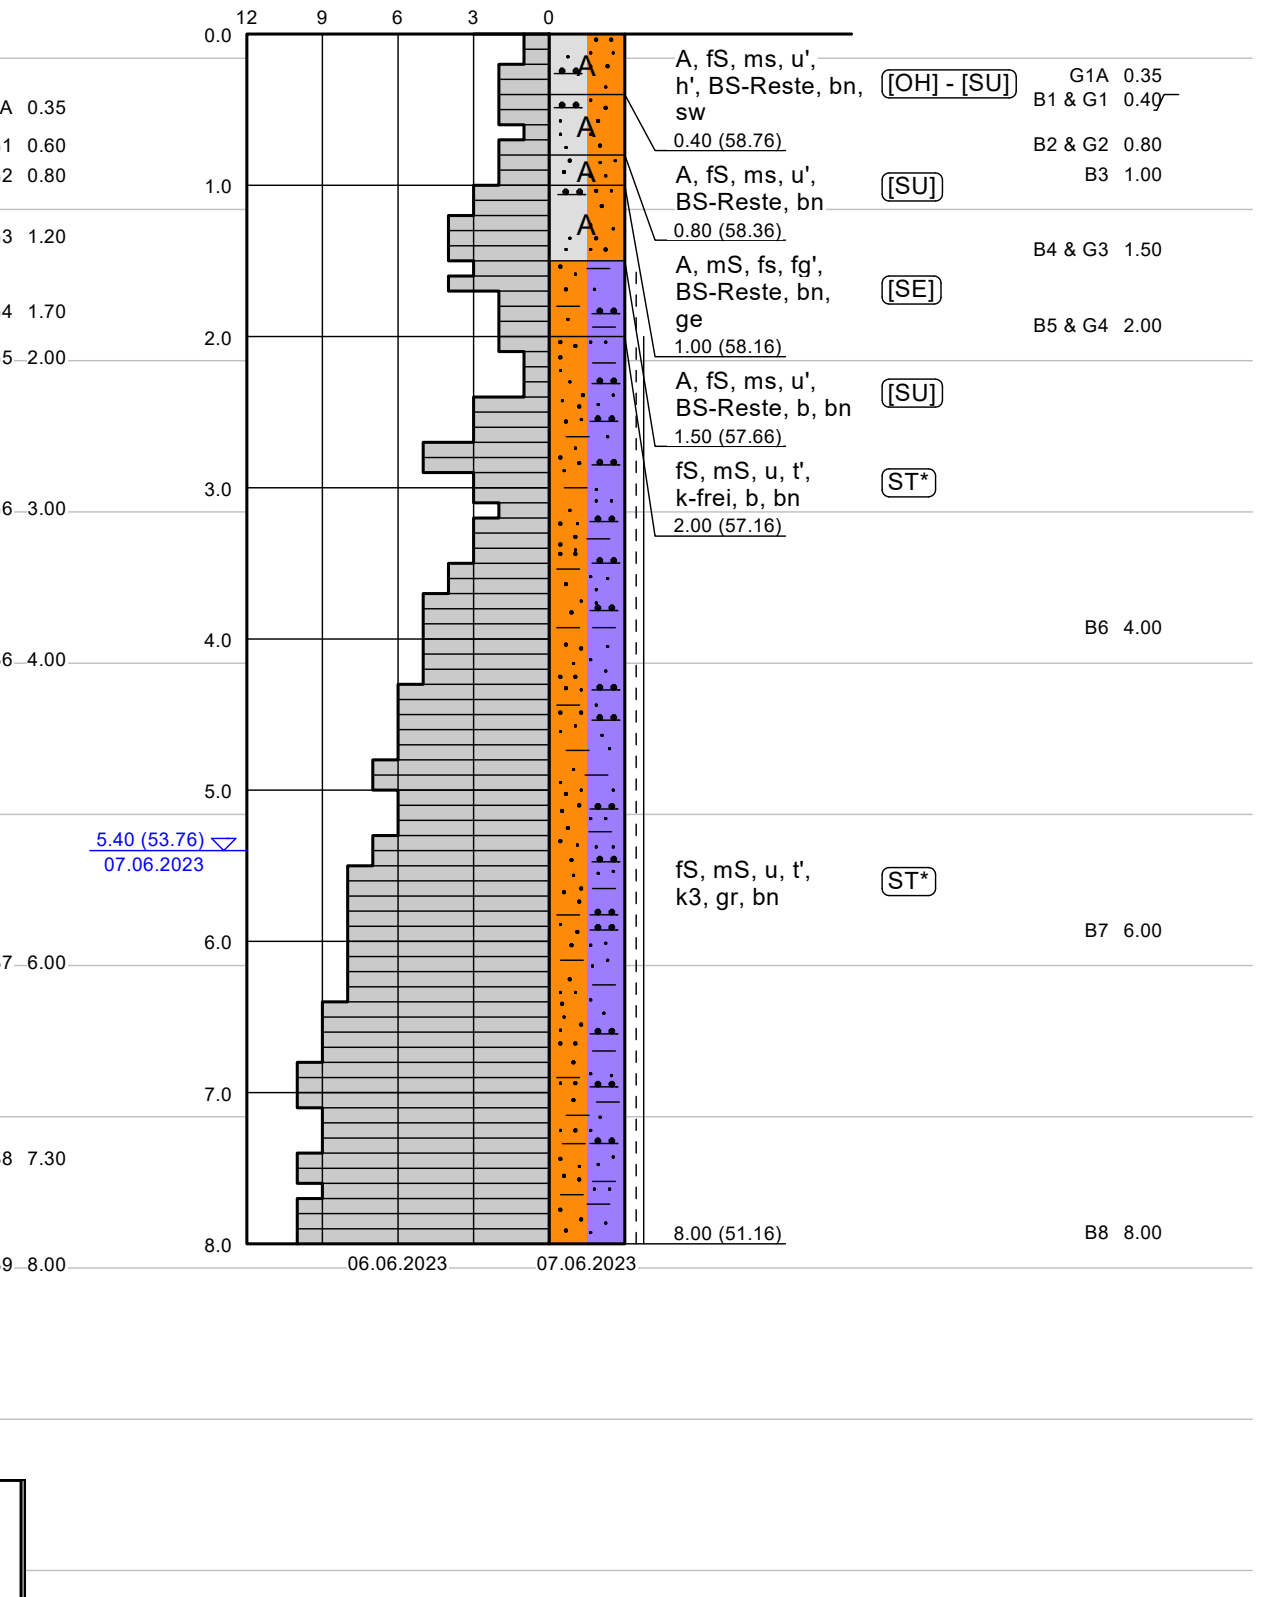 12 9 6 3 0
0.0
A, fS, ms, u',
h', BS-Reste, bn,
sw
0.40 (58.76)
[OH] - [SU]
G1A 0.35
B1 & G1 0.40
A 0.35
1 0.60
B2 & G2 0.80
2 0.80
A
A
A
A
1.0
A, fS, ms, u',
BS-Reste, bn
0.80 (58.36)
[SU]
B3 1.00
3 1.20
A, mS, fs, fg',
BS-Reste, bn,
ge
1.00 (58.16)
[SE]
B4 & G3 1.50
4 1.70
B5 & G4 2.00
2.0
5 2.00
A, fS, ms, u',
BS-Reste, b, bn
1.50 (57.66)
[SU]
fS, mS, u, t',
k-frei, b, bn
2.00 (57.16)
ST*
3.0
6 3.00
4.0
B6 4.00
6 4.00
5.0
5.40 (53.76)
07.06.2023
fS, mS, u, t',
k3, gr, bn
ST*
6.0
B7 6.00
7 6.00
7.0
8 7.30
8.0
8.00 (51.16)
B8 8.00
9 8.00
06.06.2023
07.06.2023